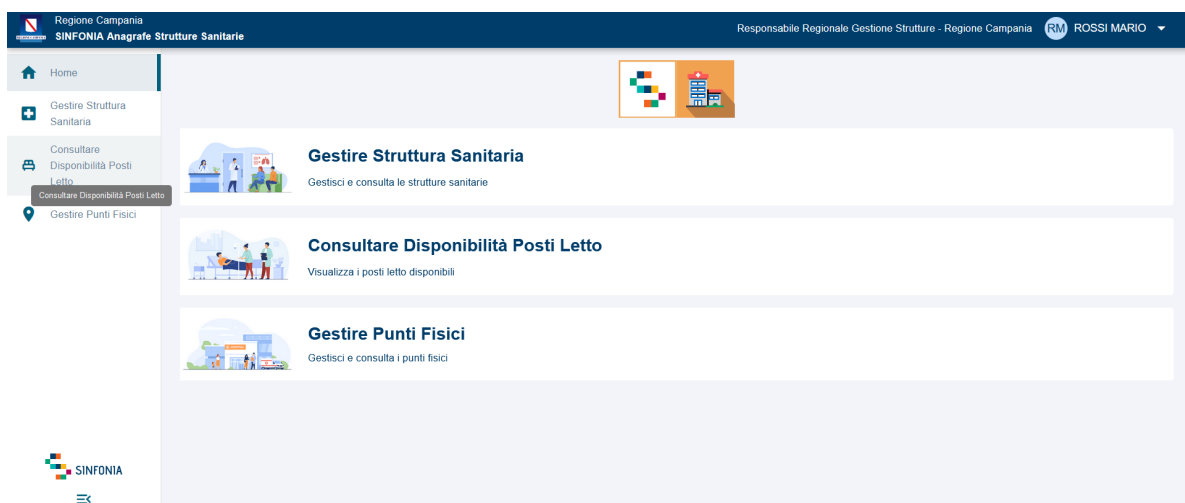 Regione Campania
SINFONIA Anagrafe Strutture Sanitarie
Responsabile Regionale Gestione Strutture - Regione Campania
RM
ROSSI MARIO
Home
Gestire Struttura
Sanitaria
Consultare
Disponibilità Posti
Letto
Consultare Disponibilità Posti Letto
Gestire Punti Fisici
Gestire Struttura Sanitaria
Gestisci e consulta le strutture sanitarie
Consultare Disponibilità Posti Letto
Visualizza i posti letto disponibili
Gestire Punti Fisici
Gestisci e consulta i punti fisici
SINFONIA